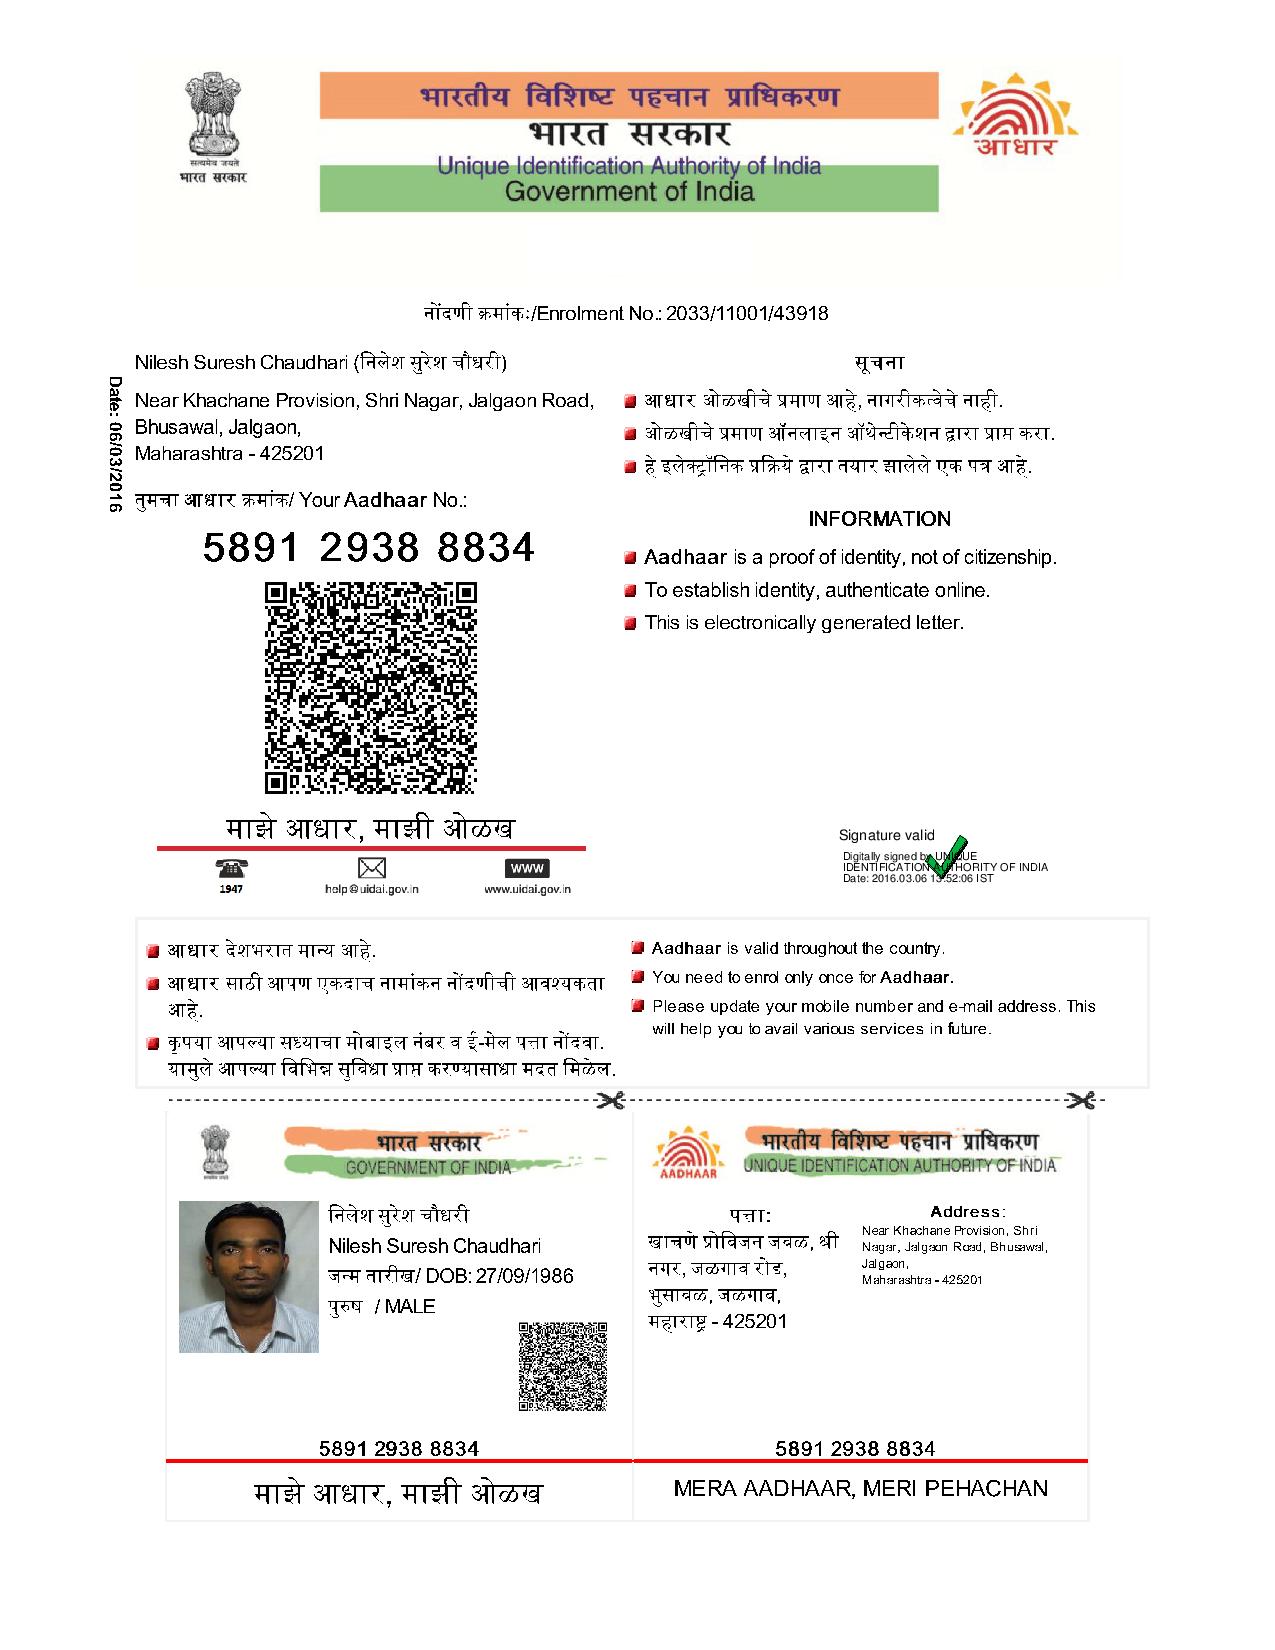 भारतीय विशिष्ट पहचान प्राधिकरण
भारत सरकार
Unique Identification Authority of India
Government of India
सत्यमेव जयते
भारत सरकार
आधार
नोंदणी क्रमांक:/Enrolment No.: 2033/11001/43918
Date: 06/03/2016
Nilesh Suresh Chaudhari (निलेश सुरेश चौधरी)
Near Khachane Provision, Shri Nagar, Jalgaon Road,
Bhusawal, Jalgaon,
Maharashtra - 425201
तुमचा आधार क्रमांक/ Your Aadhaar No.:
5891 2938 8834
माझे आधार, माझी ओळख
1947
help@uidai.gov.in
WWW
www.uidai.gov.in
सूचना
आधार ओळखीचे प्रमाण आहे, नागरीकत्वेचे नाही.
ओळखीचे प्रमाण ऑनलाइन ऑथेन्टीकेशन द्वारा प्राप्त करा.
हे इलेक्ट्रॉनिक प्रक्रिये द्वारा तयार झालेले एक पत्र आहे.
INFORMATION
Aadhaar is a proof of identity, not of citizenship.
To establish identity, authenticate online.
This is electronically generated letter.
Signature valid
Digitally signed by UNIQUE
IDENTIFICATION AUTHORITY OF INDIA
Date: 2016.03.06 13:52:06 IST
आधार देशभरात मान्य आहे.
आधार साठी आपण एकदाच नामांकन नोंदणीची आवश्यकता
आहे.
कृपया आपल्या सध्याचा मोबाइल नंबर व ई-मेल पत्ता नोंदवा.
यामुले आपल्या विभिन्न सुविधा प्राप्त करण्यासाधा मदत मिळेल.
Aadhaar is valid throughout the country.
You need to enrol only once for Aadhaar.
Please update your mobile number and e-mail address. This
will help you to avail various services in future.
भारत सरकार
GOVERNMENT OF INDIA
निलेश सुरेश चौधरी
Nilesh Suresh Chaudhari
जन्म तारीख/ DOB: 27/09/1986
पुरुष / MALE
5891 2938 8834
माझे आधार, माझी ओळख
AADHAAR
भारतीय विशिष्ट पहचान प्राधिकरण
UNIQUE IDENTIFICATION AUTHORITY OF INDIA
पत्ता:
खाचणे प्रोविजन जवळ, श्री
नगर, जळगाव रोड,
भुसावळ, जळगाव,
महाराष्ट्र - 425201
Address:
Near Khachane Provision, Shri
Nagar, Jalgaon Road, Bhusawal,
Jalgaon,
Maharashtra - 425201
5891 2938 8834
MERA AADHAAR, MERI PEHACHAN